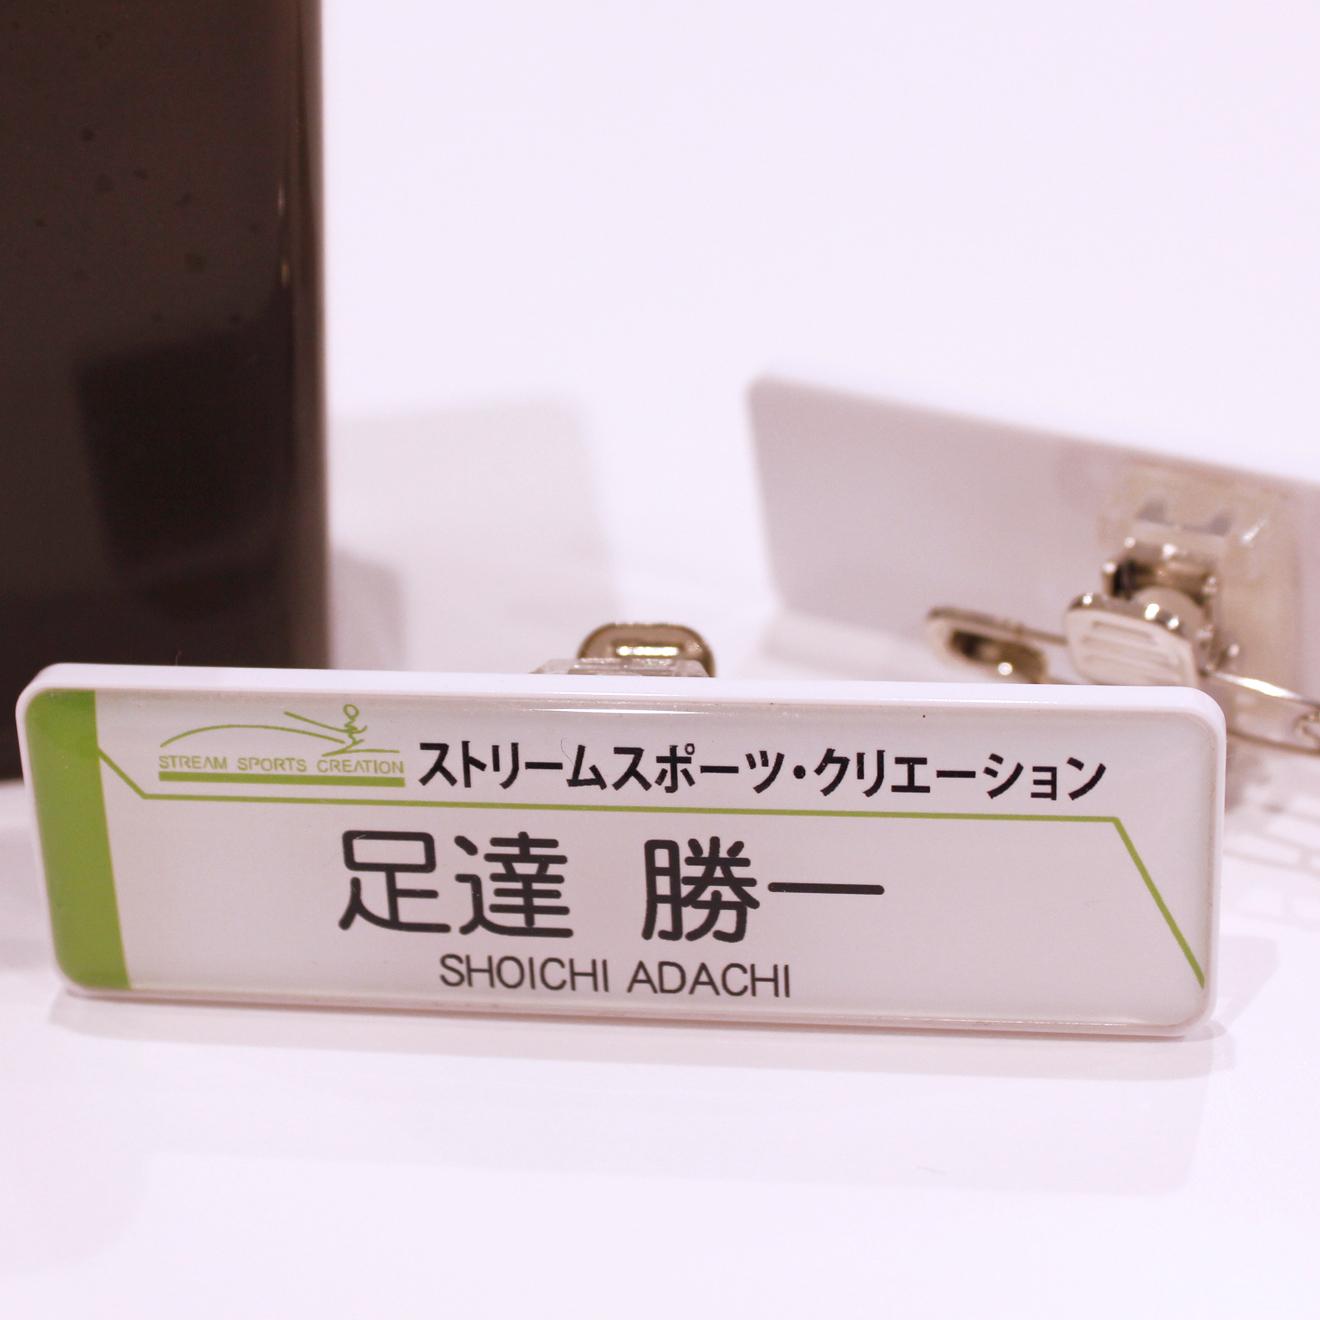 STREAM SPORTS CREATION
ストリームスポーツ・クリエーション
足達 勝一
SHOICHI ADACHI